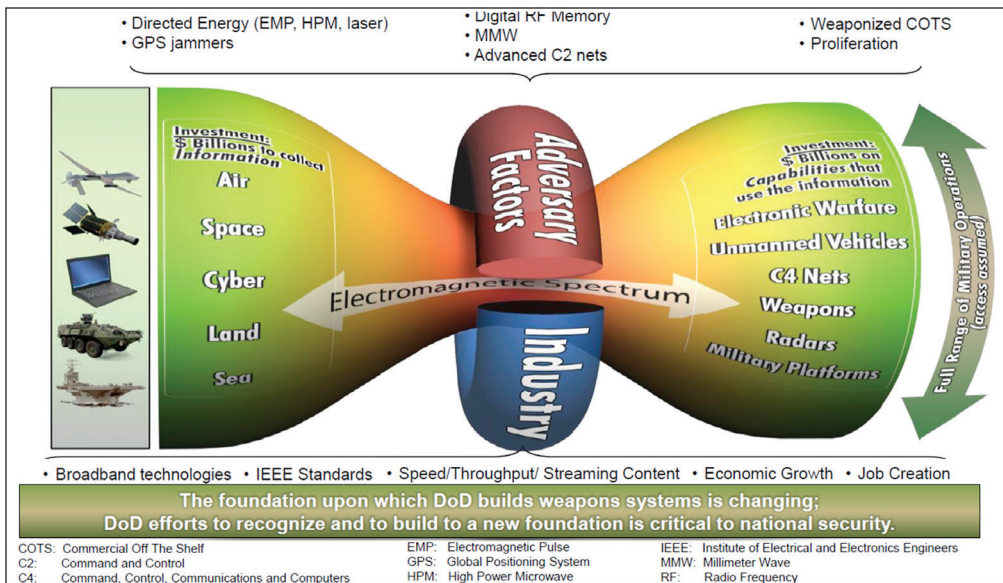 • Directed Energy (EMP, HPM, laser)
• GPS jammers
• Digital RF Memory
• MMW
• Advanced C2 nets
• Weaponized COTS
• Proliferation
Investment:
$ Billions to collect
Information
Air
Space
Cyber
Land
Sea
Adversary
Factors
Electromagnetic Spectrum
Industry
Investment:
$ Billions on
Capabilities that
use the information
Electronic Warfare
Unmanned Vehicles
C4 Nets
Weapons
Radars
Military Platforms
Full Range of Military Operations
(access assumed)
• Broadband technologies • IEEE Standards • Speed/Throughput/ Streaming Content • Economic Growth • Job Creation
The foundation upon which DoD builds weapons systems is changing;
DoD efforts to recognize and to build to a new foundation is critical to national security.
COTS: Commercial Off The Shelf
C2: Command and Control
C4: Command, Control, Communications and Computers
EMP: Electromagnetic Pulse
GPS: Global Positioning System
HPM: High Power Microwave
IEEE: Institute of Electrical and Electronics Engineers
MMW: Millimeter Wave
RF: Radio Frequency